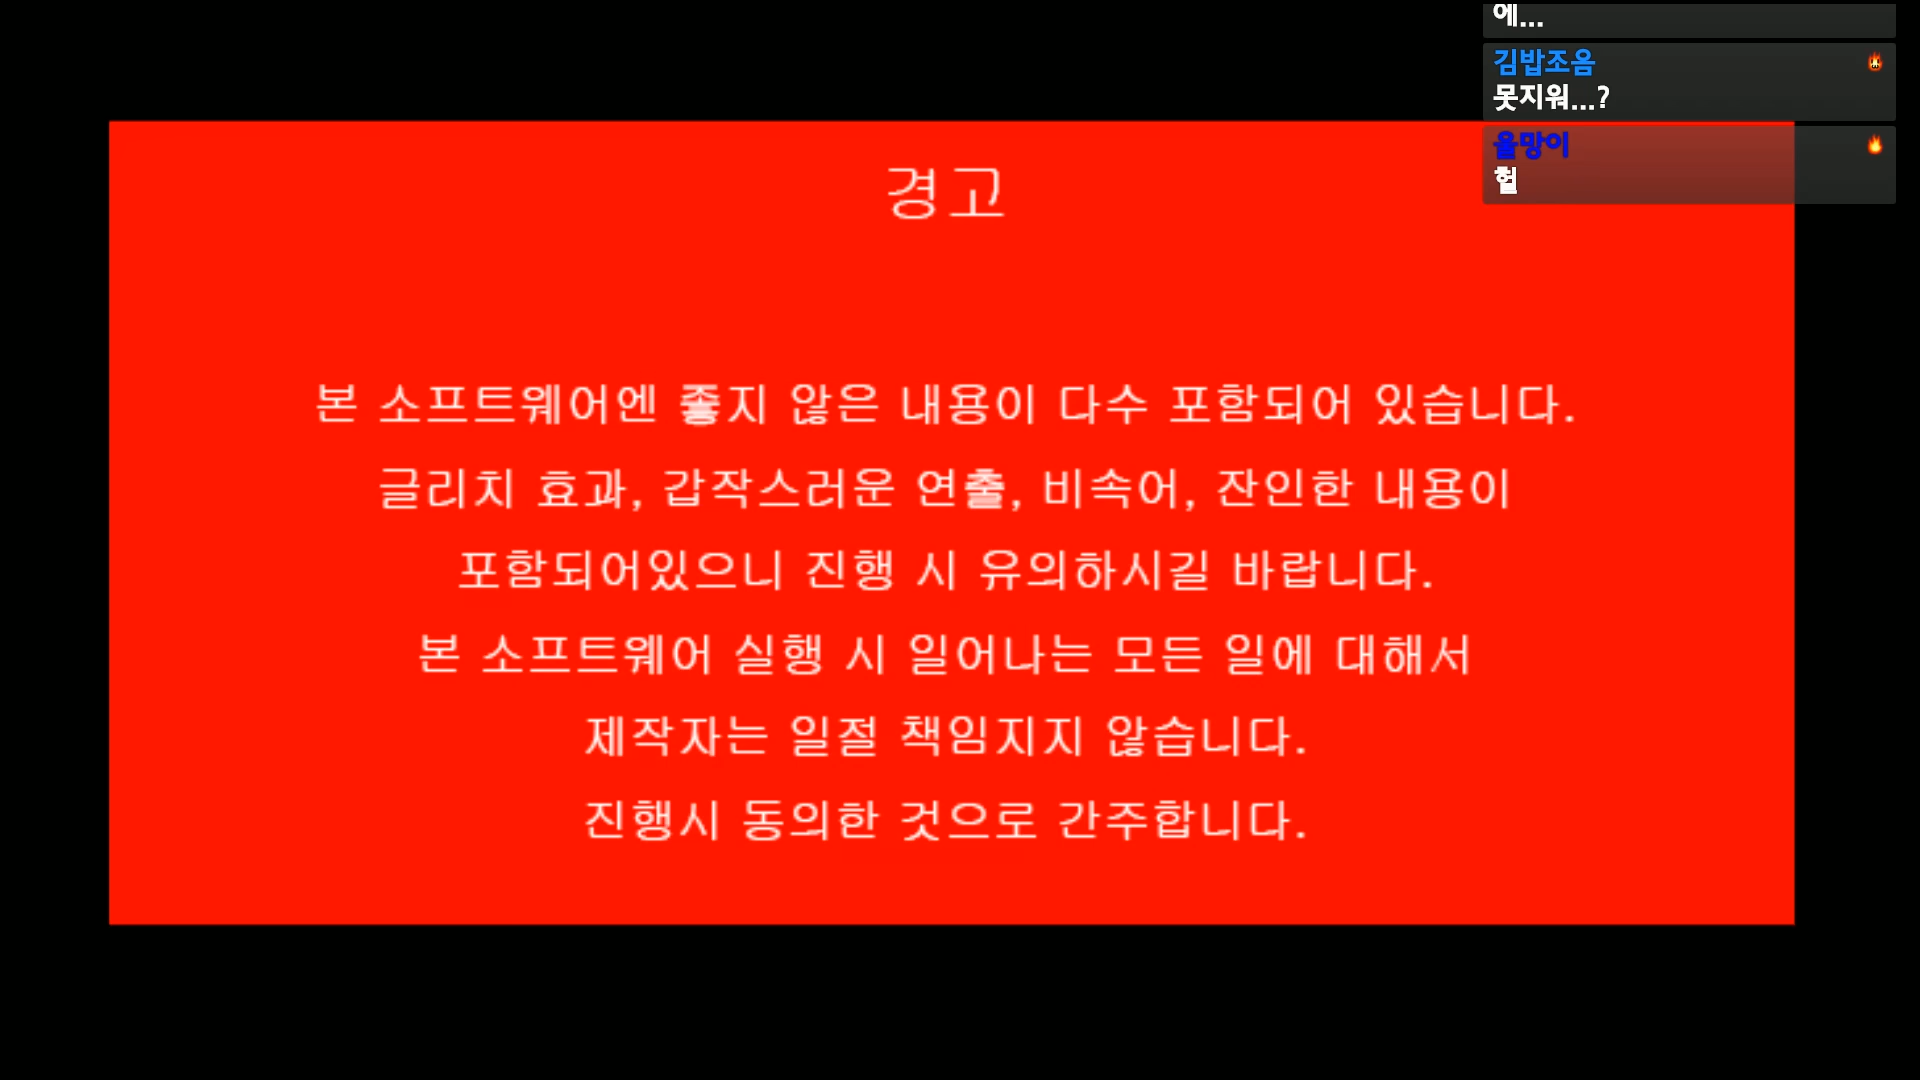 에...
김밥조음
못지워...?
율망이
헐
경고
본 소프트웨어엔 좋지 않은 내용이 다수 포함되어 있습니다.
글리치 효과, 갑작스러운 연출, 비속어, 잔인한 내용이
포함되어있으니 진행 시 유의하시길 바랍니다.
본 소프트웨어 실행 시 일어나는 모든 일에 대해서
제작자는 일절 책임지지 않습니다.
진행시 동의한 것으로 간주합니다.